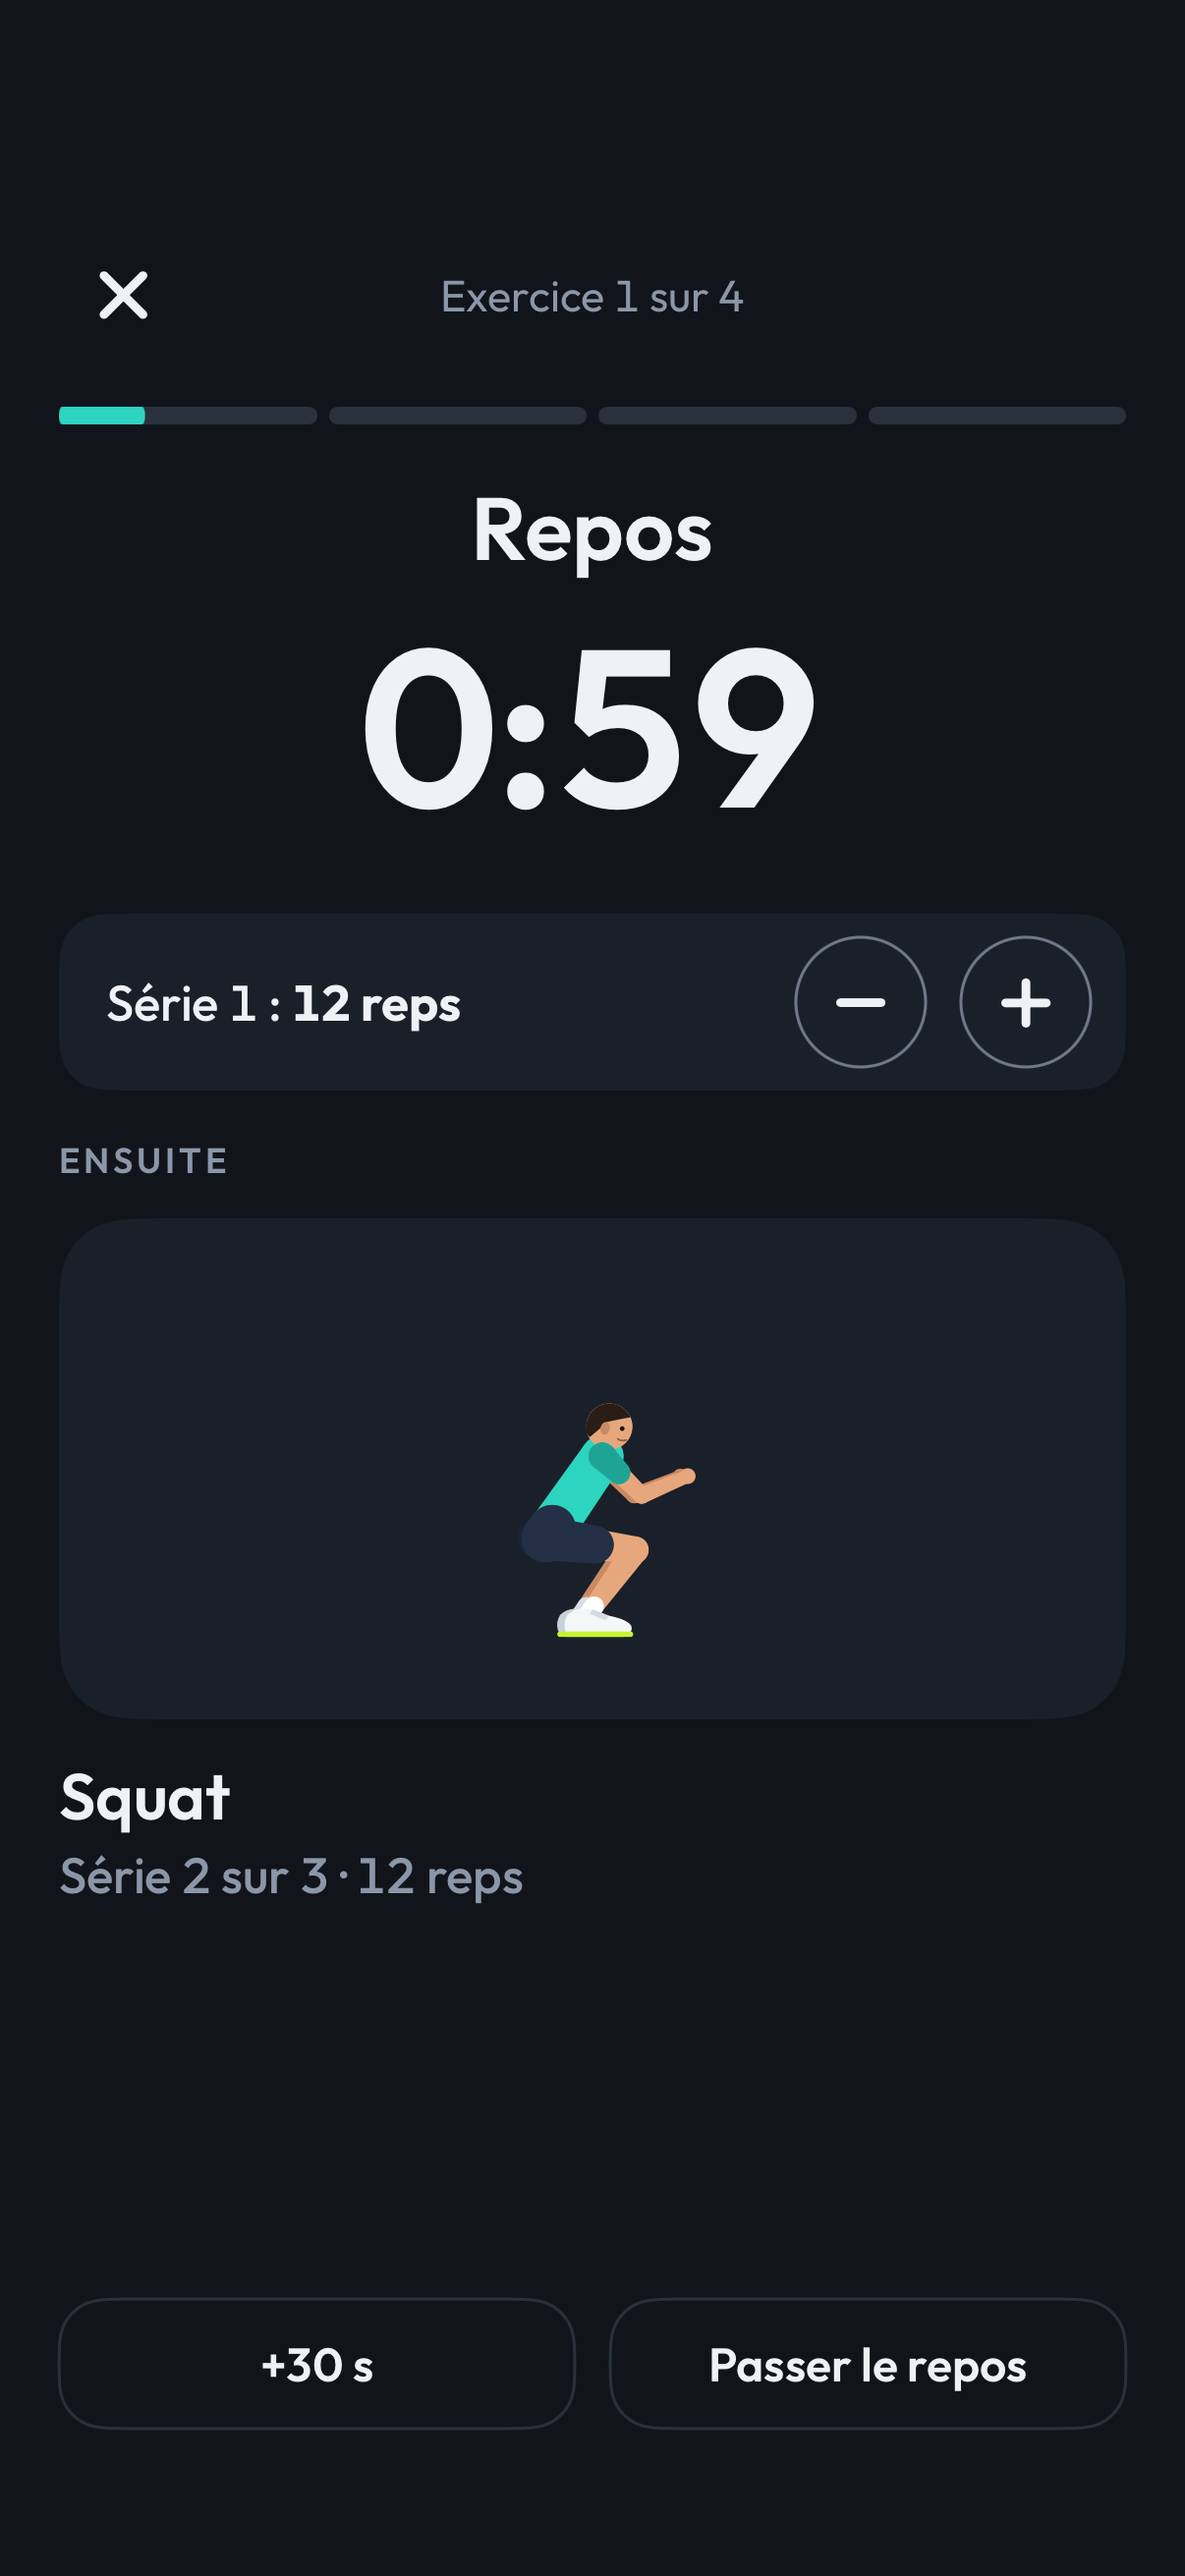 Exercice 1 sur 4
Repos
0:59
Série 1 : 12 reps
ENSUITE
Squat
Série 2 sur 3 · 12 reps
+30 s
Passer le repos